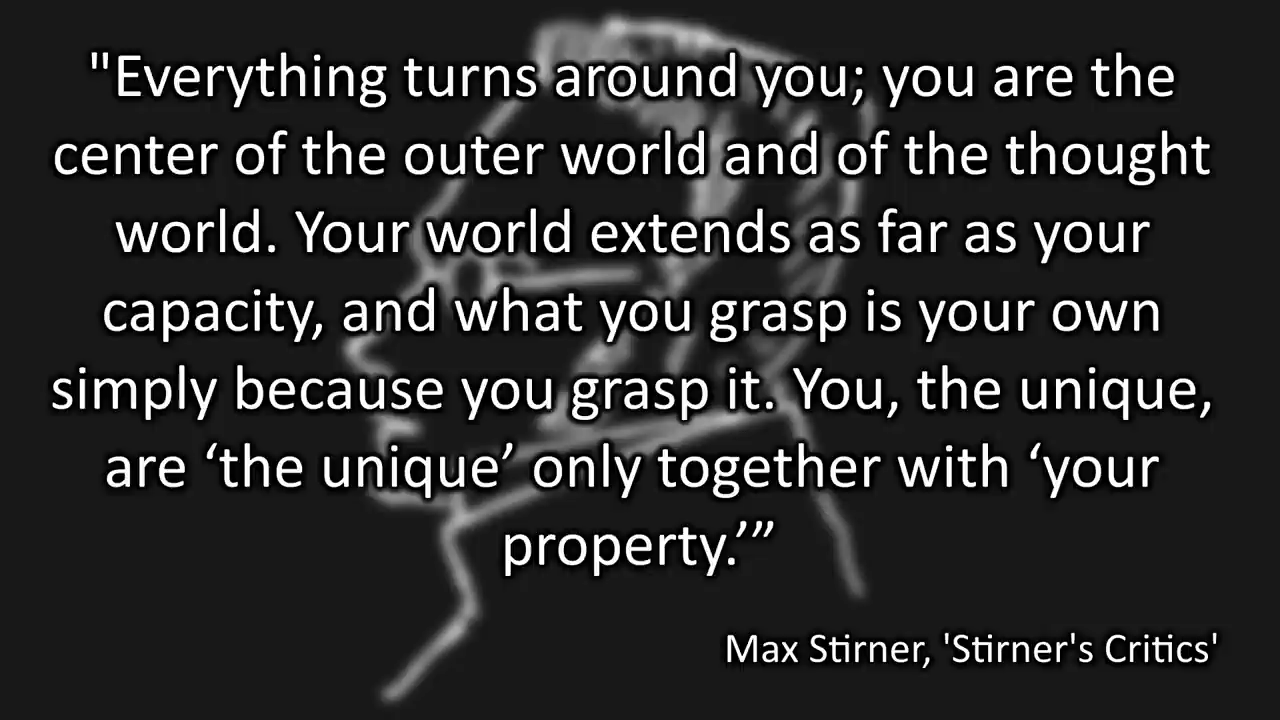 "Everything turns around you; you are the
center of the outer world and of the thought
world. Your world extends as far as your
capacity, and what you grasp is your own
simply because you grasp it. You, the unique,
are ‘the unique’ only together with ‘your
property.’”
Max Stirner, 'Stirner's Critics'